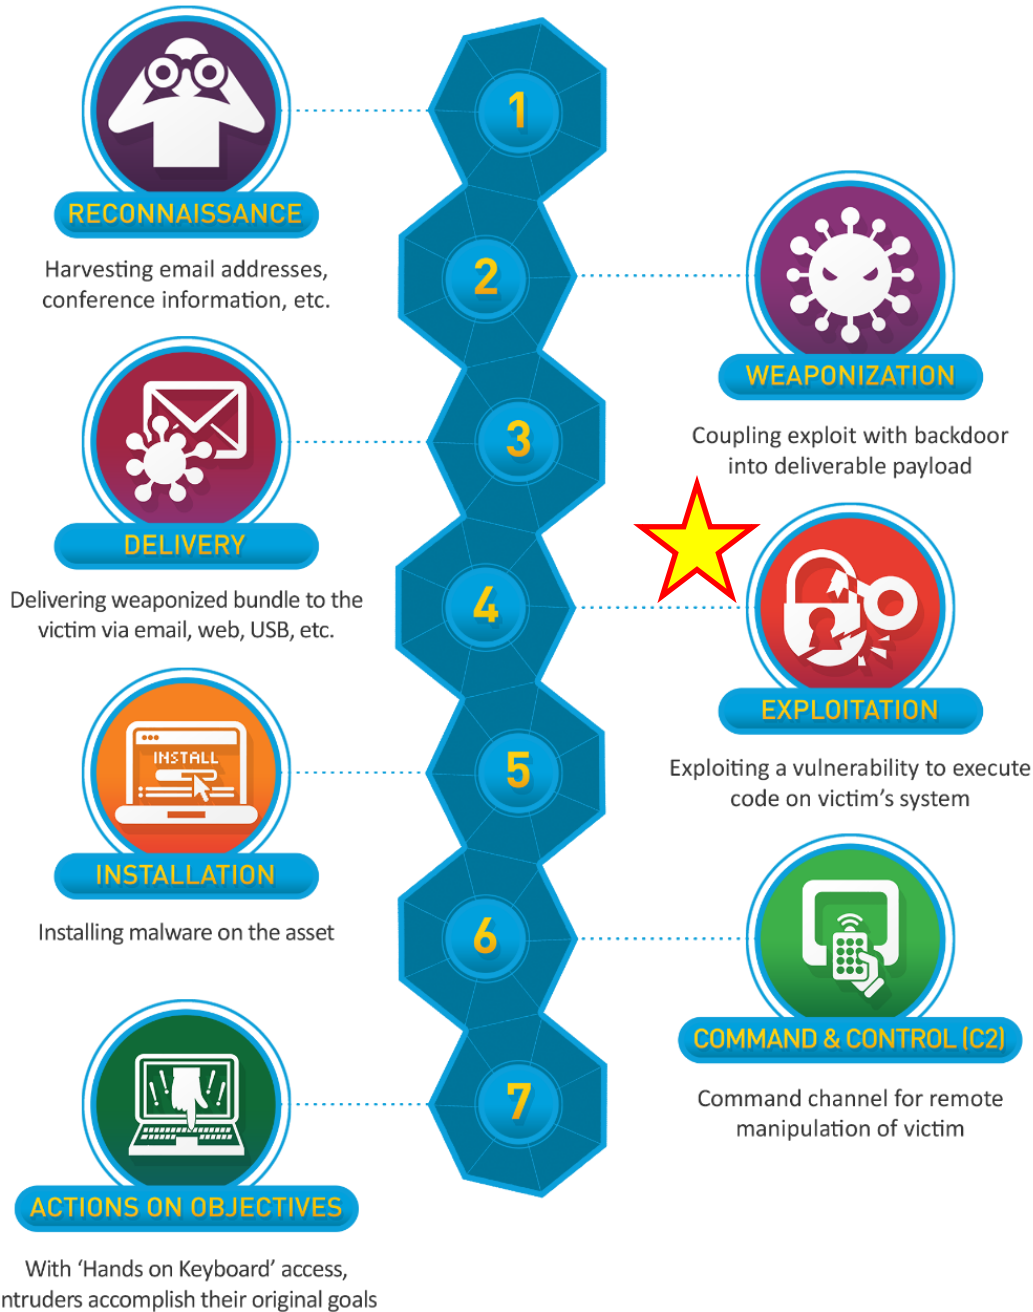 1
RECONNAISSANCE
Harvesting email addresses,
conference information, etc.
2
WEAPONIZATION
Coupling exploit with backdoor
into deliverable payload
3
DELIVERY
Delivering weaponized bundle to the
victim via email, web, USB, etc.
4
EXPLOITATION
Exploiting a vulnerability to execute
code on victim's system
5
INSTALL
INSTALLATION
Installing malware on the asset
6
COMMAND & CONTROL (C2)
Command channel for remote
manipulation of victim
7
! ! ! !
ACTIONS ON OBJECTIVES
With ‘Hands on Keyboard’ access,
ntruders accomplish their original goals